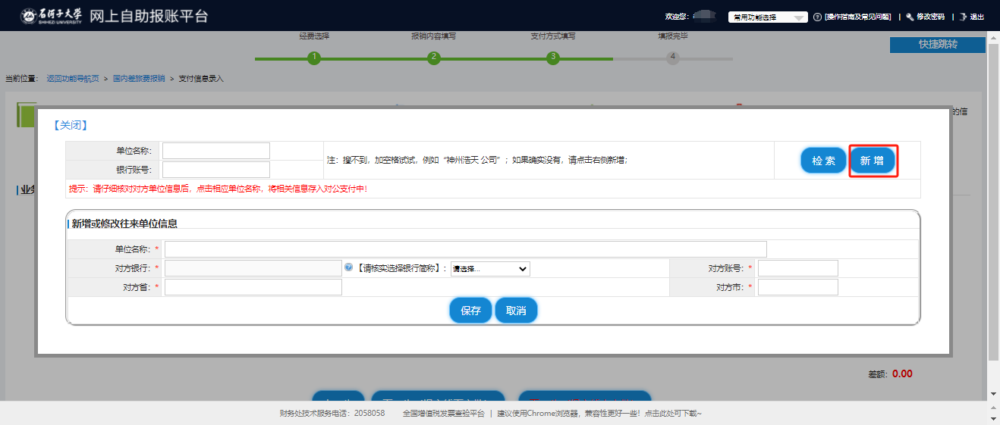 石河子大学 SHIHEZI UNIVERSITY 网上自助报账平台 欢迎您: 常用功能选择 [操作指南及常见问题] | 修改密码 | 退出
经费选择 报销内容填写 支付方式填写 填报完毕
快捷跳转
1 2 3 4
当前位置: 返回功能导航页 > 国内差旅费报销 > 支付信息录入
的信
【关闭】
单位名称:
注: 搜不到, 加空格试试, 例如“神州浩天 公司”; 如果确实没有, 请点击右侧新增;
检 索 新 增
银行账号:
提示: 请仔细核对对方单位信息后, 点击相应单位名称, 将相关信息存入对公支付中!
业务
新增或修改往来单位信息
单位名称: *
对方银行: * 【请核实选择银行简称】: 请选择... 对方账号: *
对方省: * 对方市: *
保存 取消
差额: 0.00
财务处技术服务电话: 2058058 全国增值税发票查验平台 | 建议使用Chrome浏览器, 兼容性更好一些! 点击此处可下载~